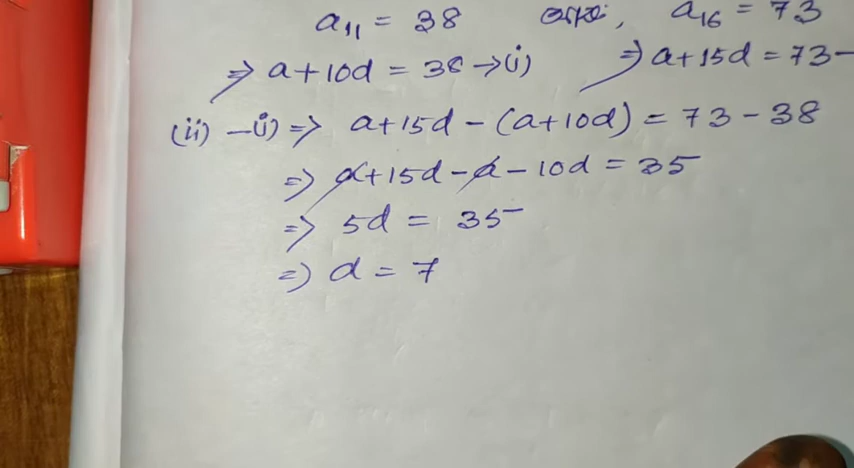 a₁₁ = 38 আৰু, a₁₆ = 73
⇒ a+10d = 38 →(i) ⇒ a+15d = 73-
(ii) -(i) ⇒ a+15d - (a+10d) = 73 - 38
⇒ a+15d - a - 10d = 35
⇒ 5d = 35
⇒ d = 7